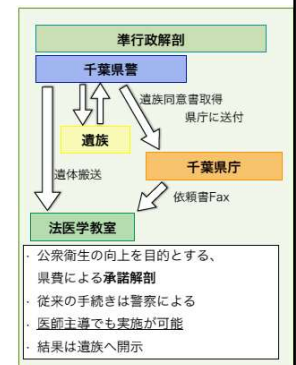 準行政解剖
千葉県警
遺族同意書取得
県庁に送付
遺族
千葉県庁
遺体搬送
依頼書Fax
法医学教室
· 公衆衛生の向上を目的とする、
県費による承諾解剖
· 従来の手続きは警察による
· 医師主導でも実施が可能
· 結果は遺族へ開示